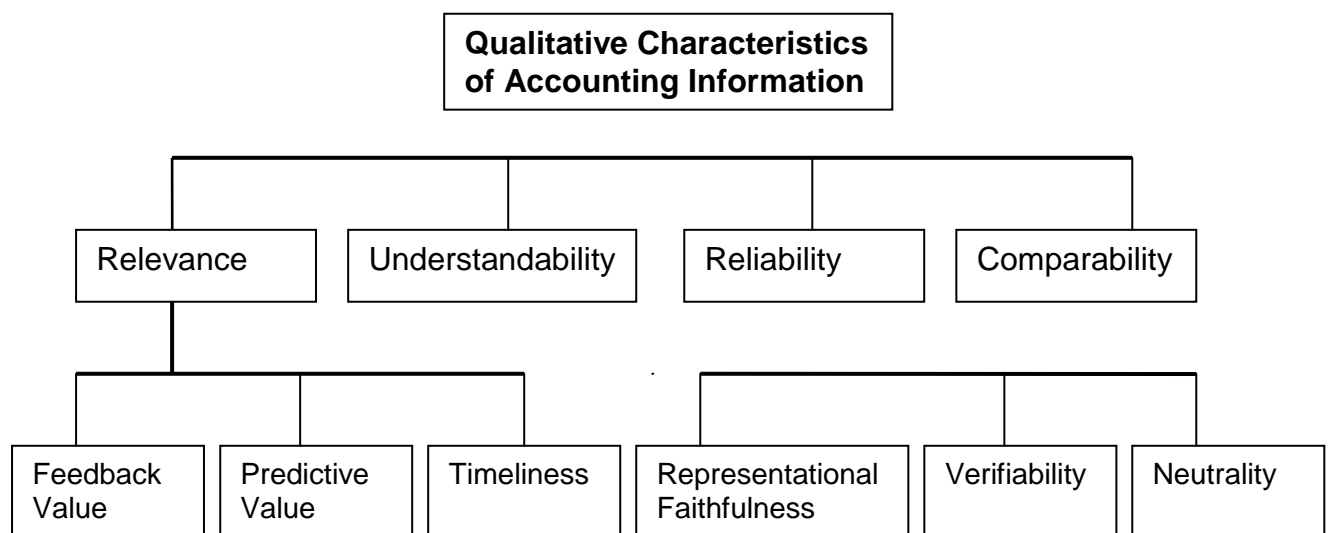 Qualitative Characteristics
of Accounting Information
Relevance
Understandability
Reliability
Comparability
Feedback
Value
Predictive
Value
Timeliness
Representational
Faithfulness
Verifiability
Neutrality